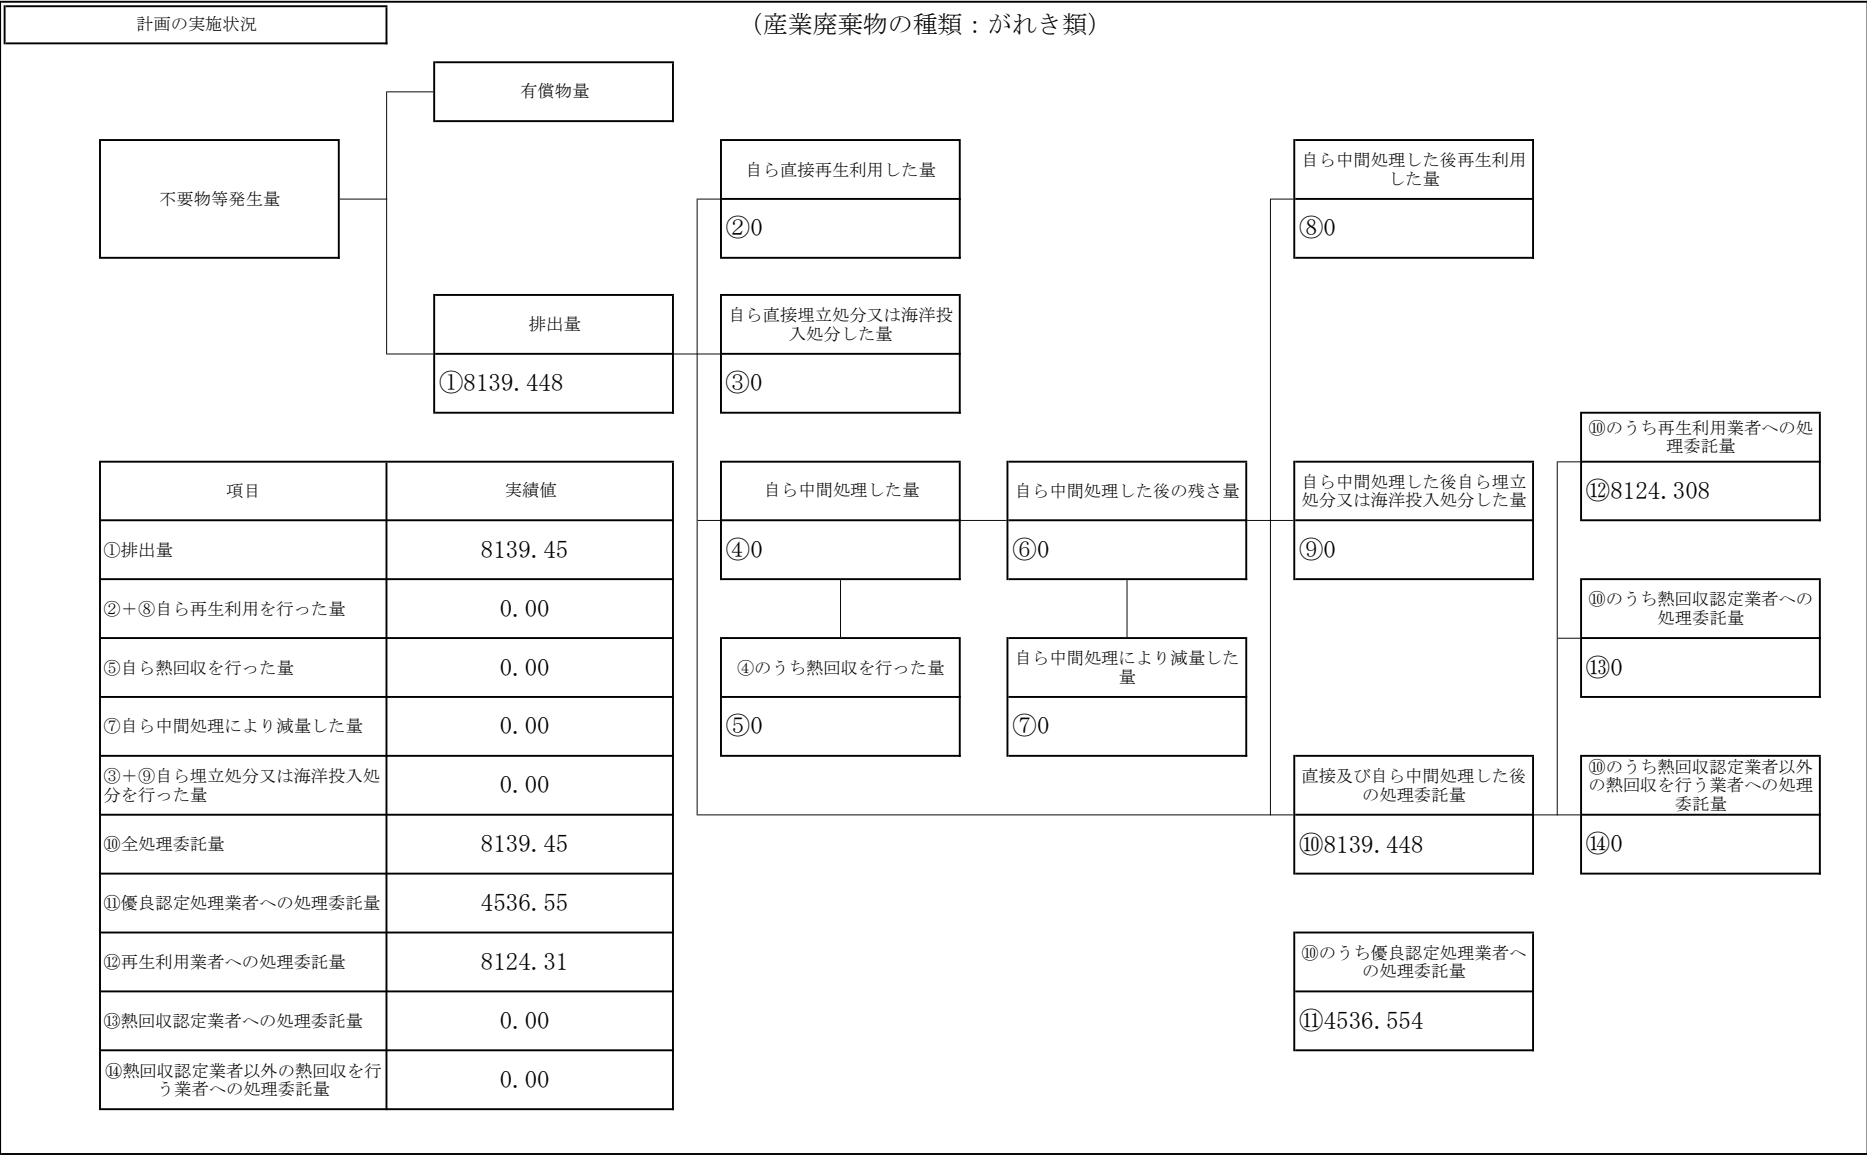 計画の実施状況
（産業廃棄物の種類：がれき類）
有償物量
不要物等発生量
自ら直接再生利用した量
②0
自ら中間処理した後再生利用
した量
⑧0
排出量
①8139.448
自ら直接埋立処分又は海洋投
入処分した量
③0
⑩のうち再生利用業者への処
理委託量
⑫8124.308
自ら中間処理した量
④0
自ら中間処理した後の残さ量
⑥0
自ら中間処理した後自ら埋立
処分又は海洋投入処分した量
⑨0
⑩のうち熱回収認定業者への
処理委託量
⑬0
④のうち熱回収を行った量
⑤0
自ら中間処理により減量した
量
⑦0
直接及び自ら中間処理した後
の処理委託量
⑩8139.448
⑩のうち熱回収認定業者以外
の熱回収を行う業者への処理
委託量
⑭0
⑩のうち優良認定処理業者へ
の処理委託量
⑪4536.554
項目 実績値
①排出量 8139.45
②＋⑧自ら再生利用を行った量 0.00
⑤自ら熱回収を行った量 0.00
⑦自ら中間処理により減量した量 0.00
③＋⑨自ら埋立処分又は海洋投入処
分を行った量 0.00
⑩全処理委託量 8139.45
⑪優良認定処理業者への処理委託量 4536.55
⑫再生利用業者への処理委託量 8124.31
⑬熱回収認定業者への処理委託量 0.00
⑭熱回収認定業者以外の熱回収を行
う業者への処理委託量 0.00